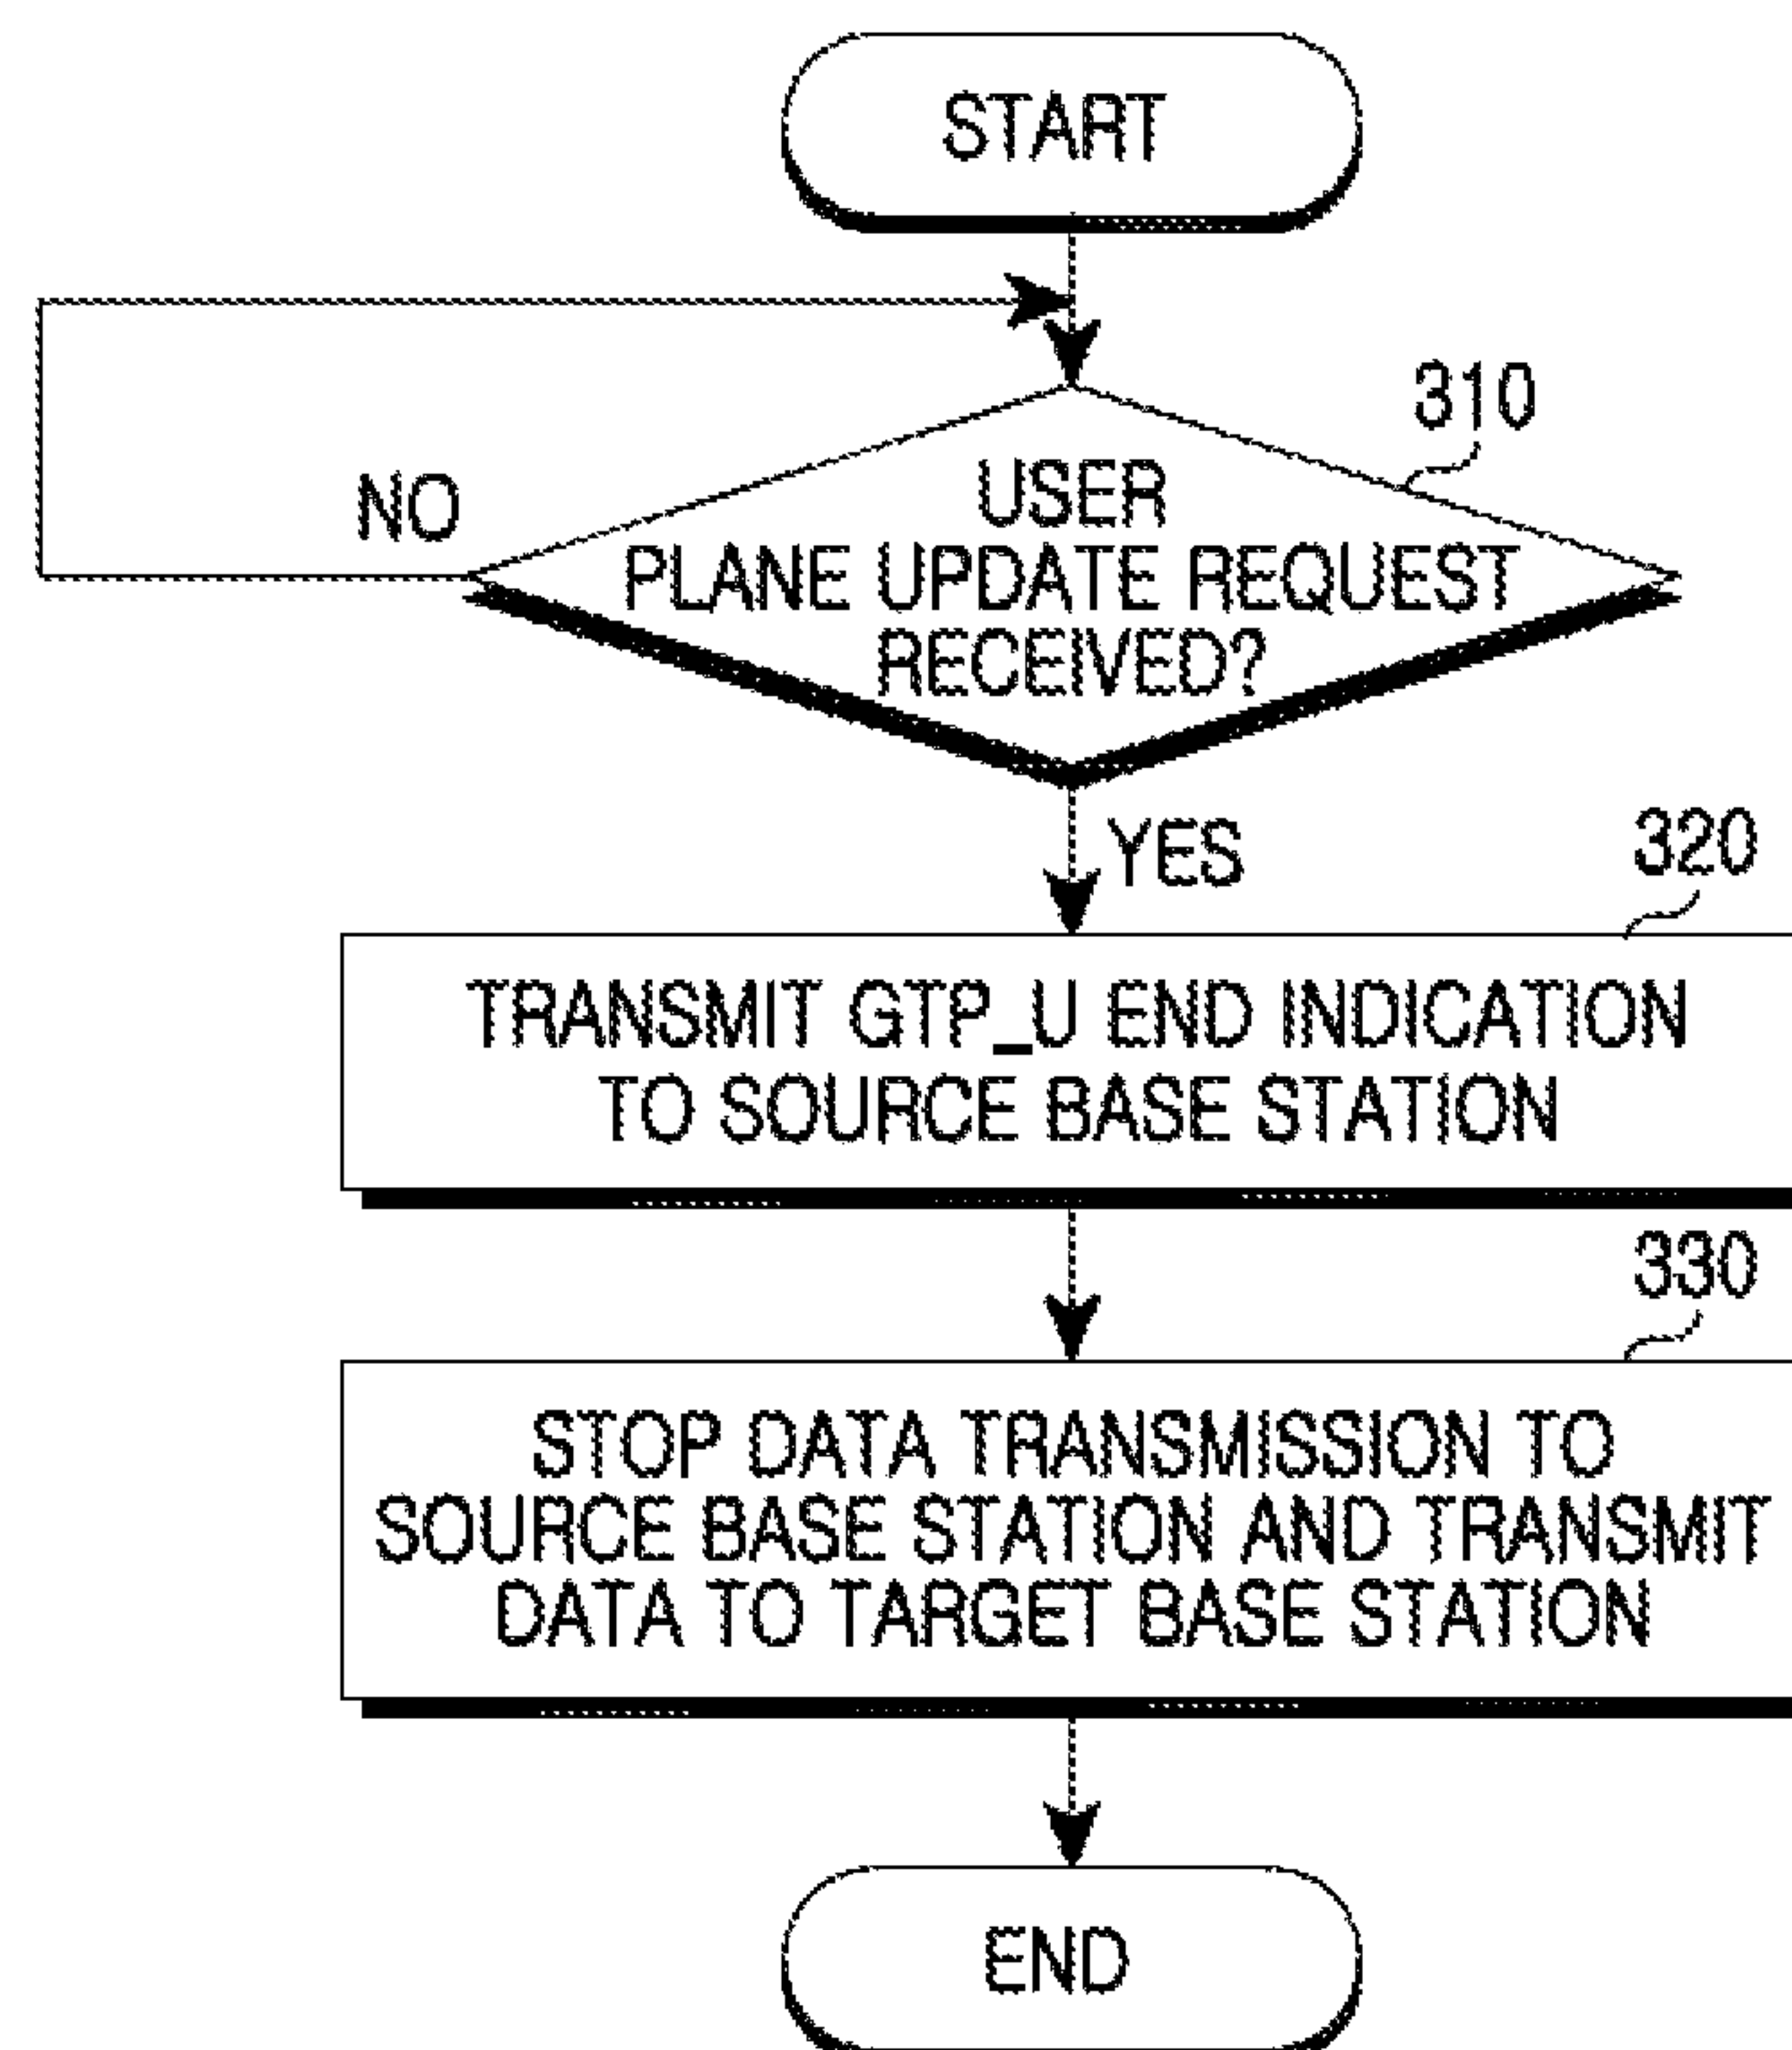 START
310
NO
USER
PLANE UPDATE REQUEST
RECEIVED?
YES
320
TRANSMIT GTP_U END INDICATION
TO SOURCE BASE STATION
330
STOP DATA TRANSMISSION TO
SOURCE BASE STATION AND TRANSMIT
DATA TO TARGET BASE STATION
END